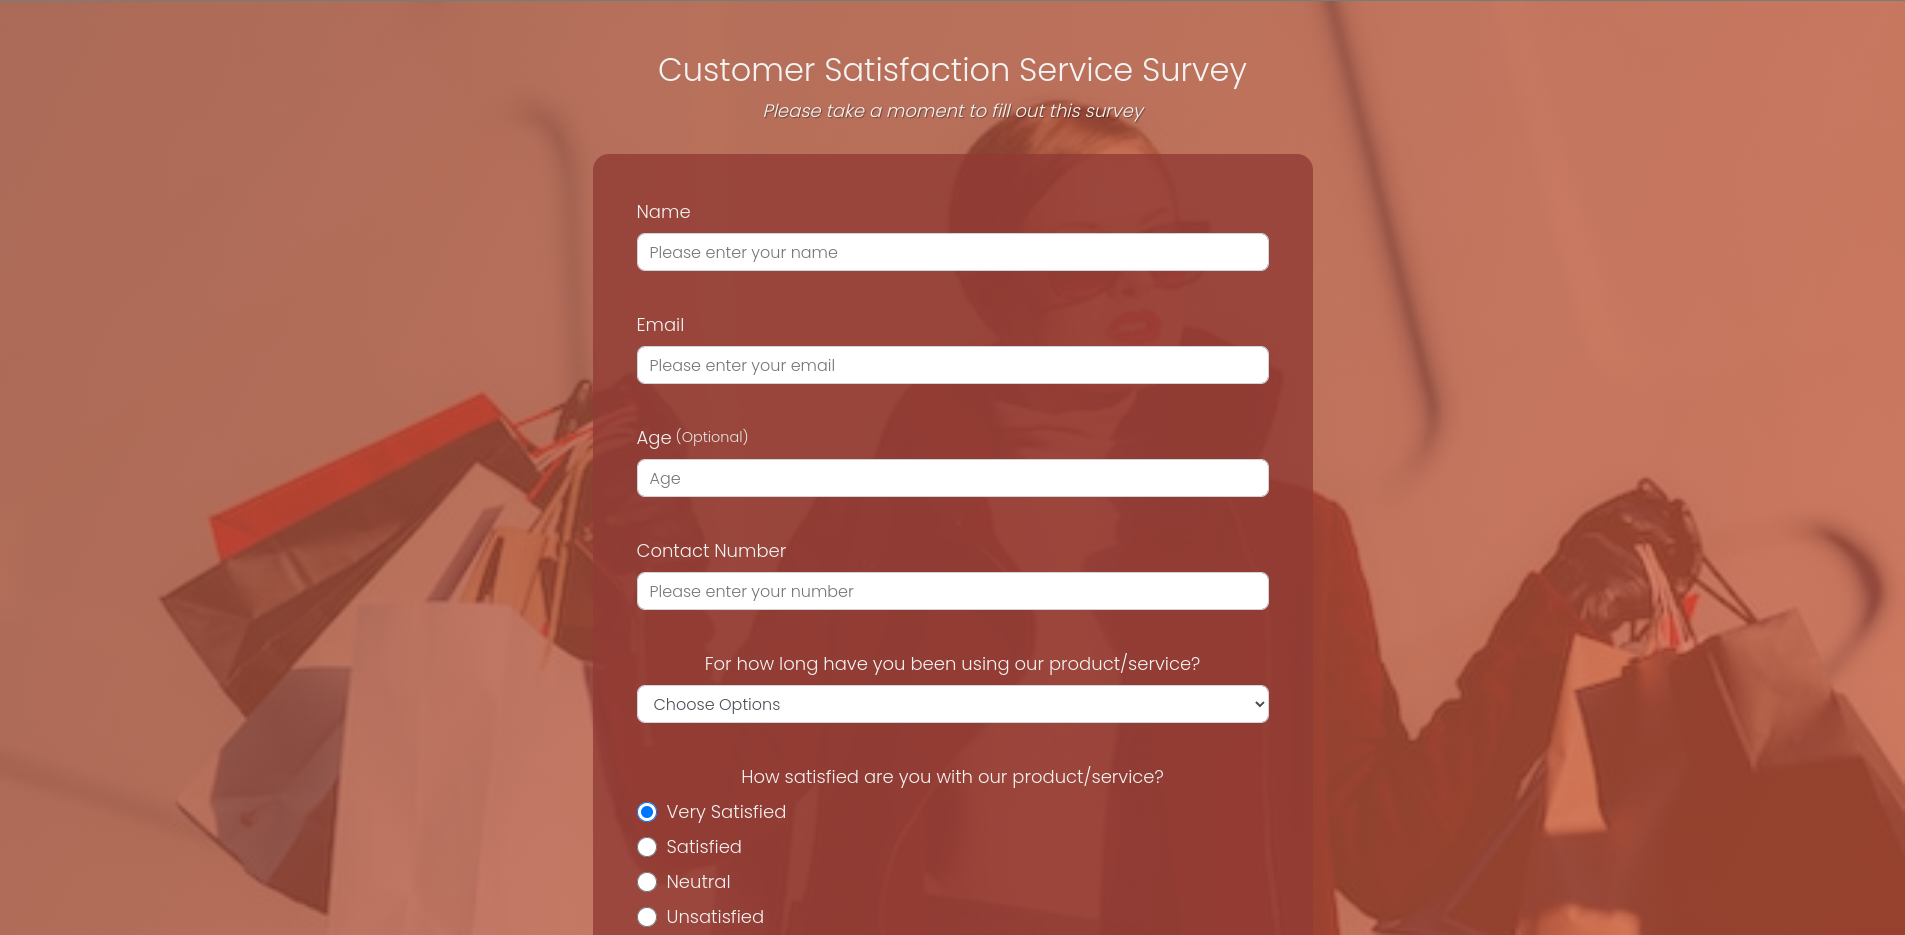 Customer Satisfaction Service Survey
Please take a moment to fill out this survey
Name
Please enter your name
Email
Please enter your email
Age (Optional)
Age
Contact Number
Please enter your number
For how long have you been using our product/service?
Choose Options
How satisfied are you with our product/service?
Very Satisfied
Satisfied
Neutral
Unsatisfied